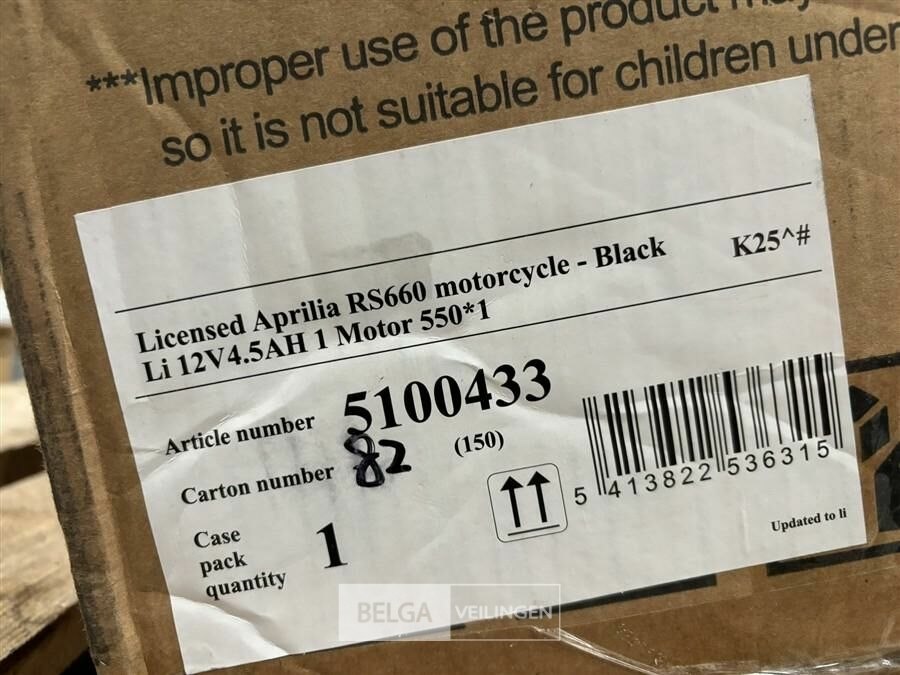 ***Improper use of the product may
so it is not suitable for children under
Licensed Aprilia RS660 motorcycle - Black K25^#
Li 12V4.5AH 1 Motor 550*1
Article number 5100433
Carton number 82 (150)
Case
pack
quantity 1
5 413822 536315
Updated to li
BELGA VEILINGEN